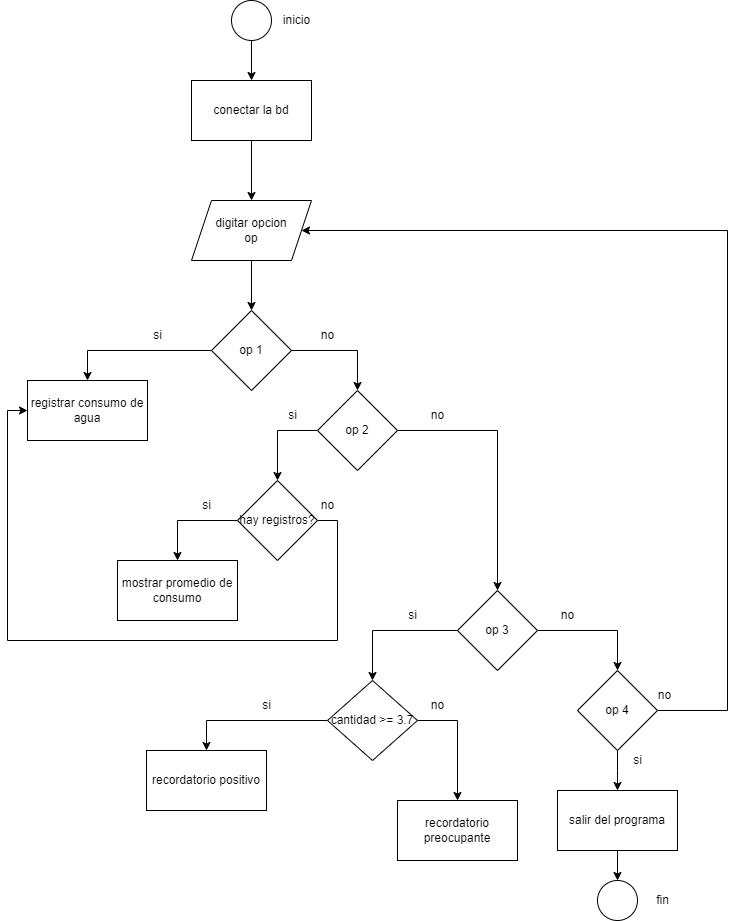 inicio
conectar la bd
digitar opcion
op
si
op 1
no
registrar consumo de
agua
si
op 2
no
si
hay registros?
no
mostrar promedio de
consumo
si
op 3
no
si
cantidad >= 3.7
no
op 4
no
si
recordatorio positivo
recordatorio
preocupante
salir del programa
fin